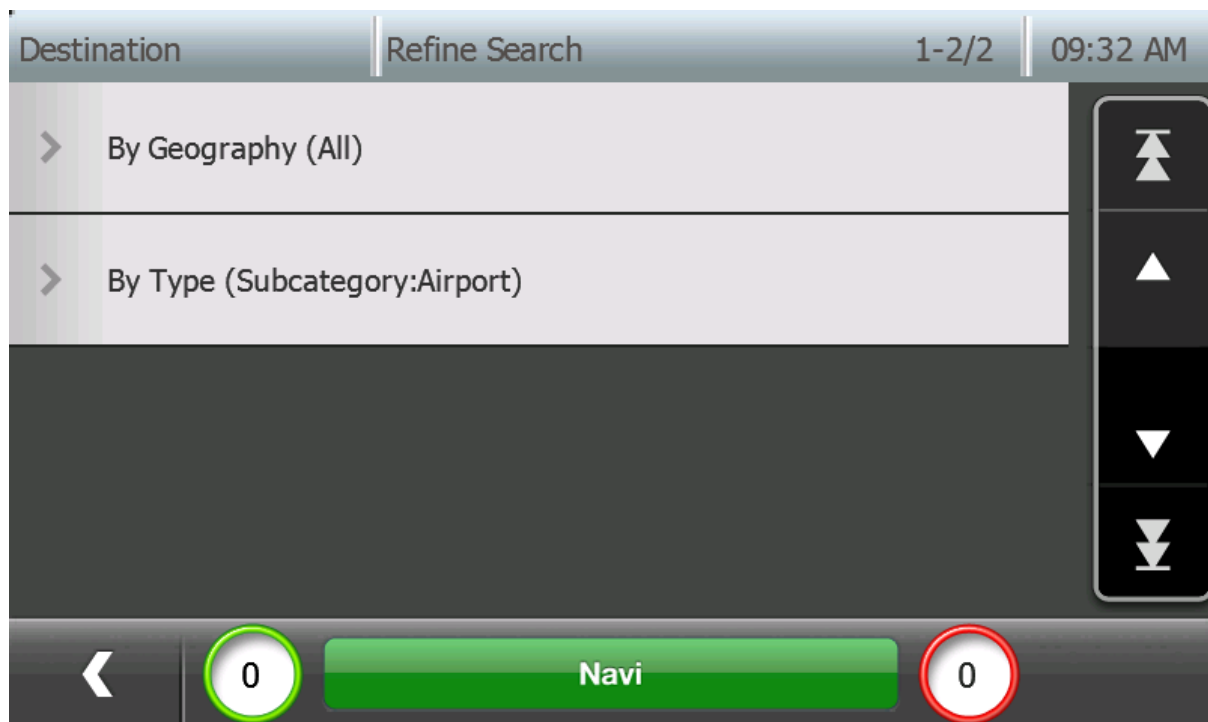 Destination Refine Search 1-2/2 09:32 AM
By Geography (All)
By Type (Subcategory:Airport)
0 Navi 0